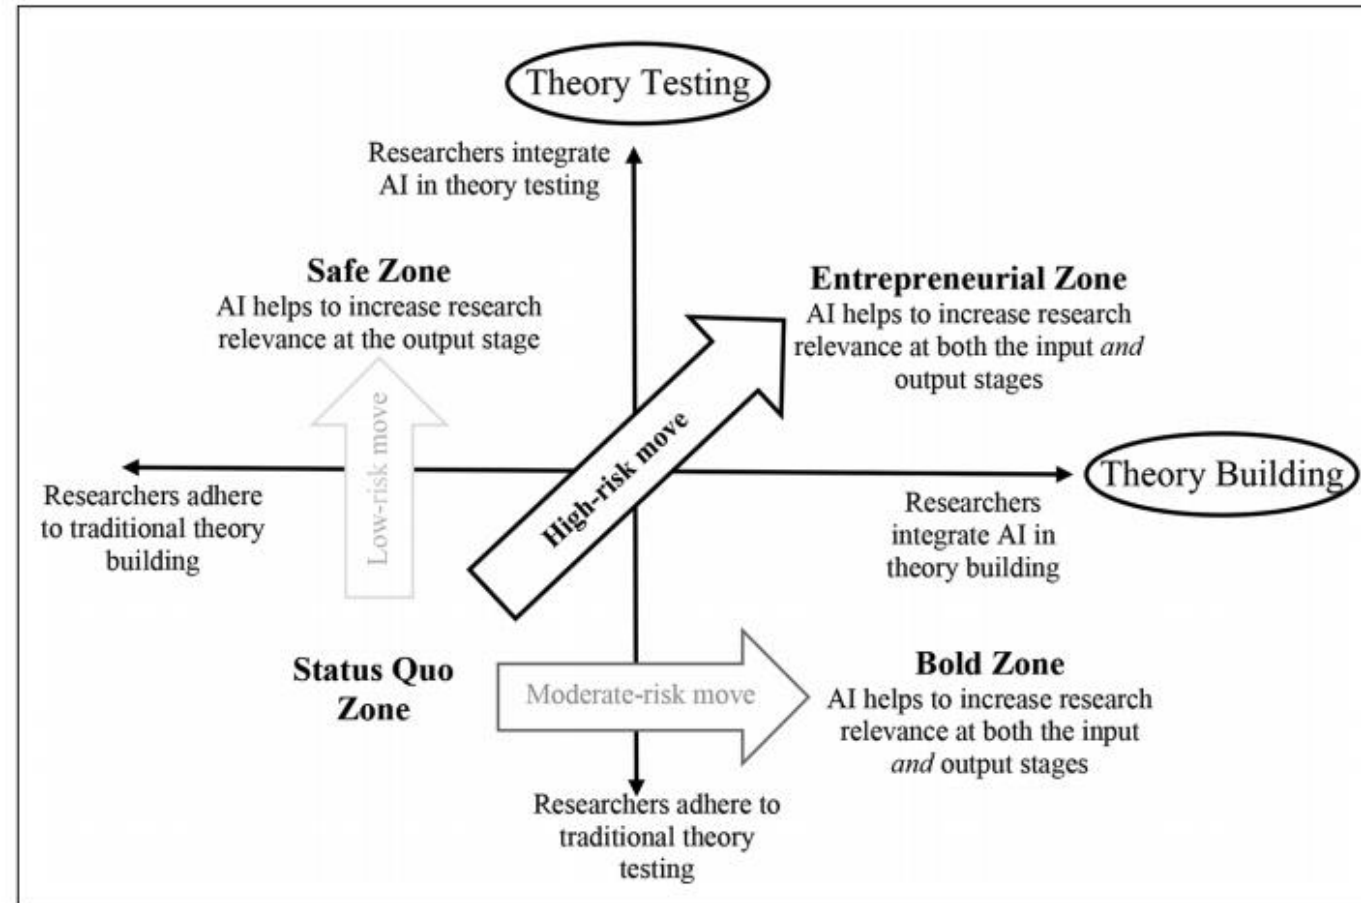 Theory Testing
Researchers integrate
AI in theory testing
Safe Zone
AI helps to increase research
relevance at the output stage
Entrepreneurial Zone
AI helps to increase research
relevance at both the input and
output stages
Low-risk move
High-risk move
Theory Building
Researchers adhere
to traditional theory
building
Researchers
integrate AI in
theory building
Status Quo
Zone
Moderate-risk move
Bold Zone
AI helps to increase research
relevance at both the input
and output stages
Researchers adhere to
traditional theory
testing